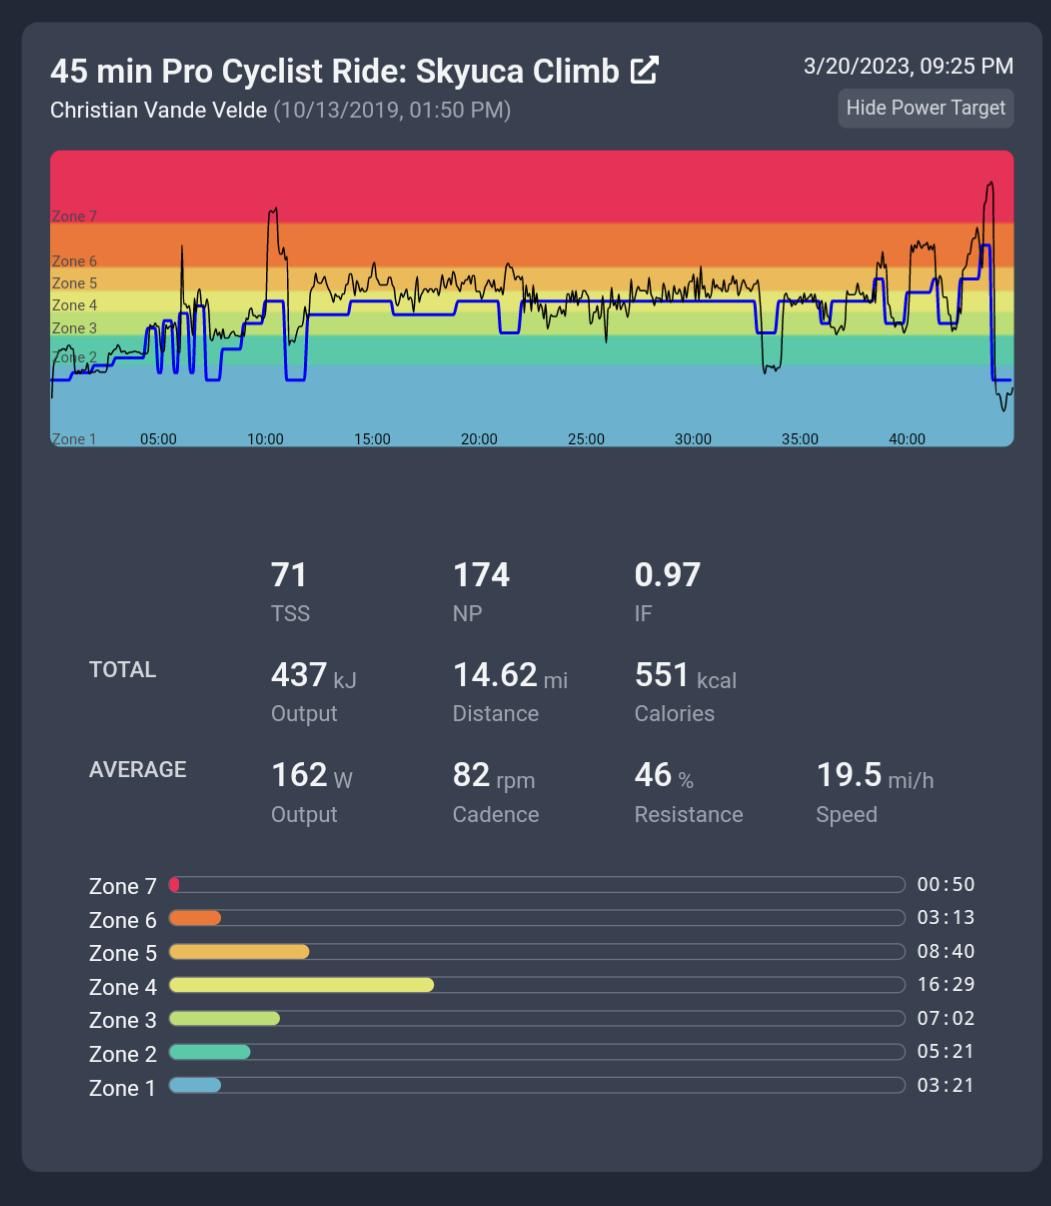 45 min Pro Cyclist Ride: Skyuca Climb
3/20/2023, 09:25 PM
Christian Vande Velde (10/13/2019, 01:50 PM)
Hide Power Target
Zone 7
Zone 6
Zone 5
Zone 4
Zone 3
Zone 2
Zone 1
05:00 10:00 15:00 20:00 25:00 30:00 35:00 40:00
71 174 0.97
TSS NP IF
TOTAL 437 kJ 14.62 mi 551 kcal
Output Distance Calories
AVERAGE 162 W 82 rpm 46 % 19.5 mi/h
Output Cadence Resistance Speed
Zone 7 00:50
Zone 6 03:13
Zone 5 08:40
Zone 4 16:29
Zone 3 07:02
Zone 2 05:21
Zone 1 03:21